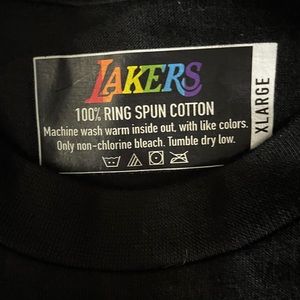 LAKERS
100% RING SPUN COTTON
Machine wash warm inside out, with like colors.
Only non-chlorine bleach. Tumble dry low.
XLARGE